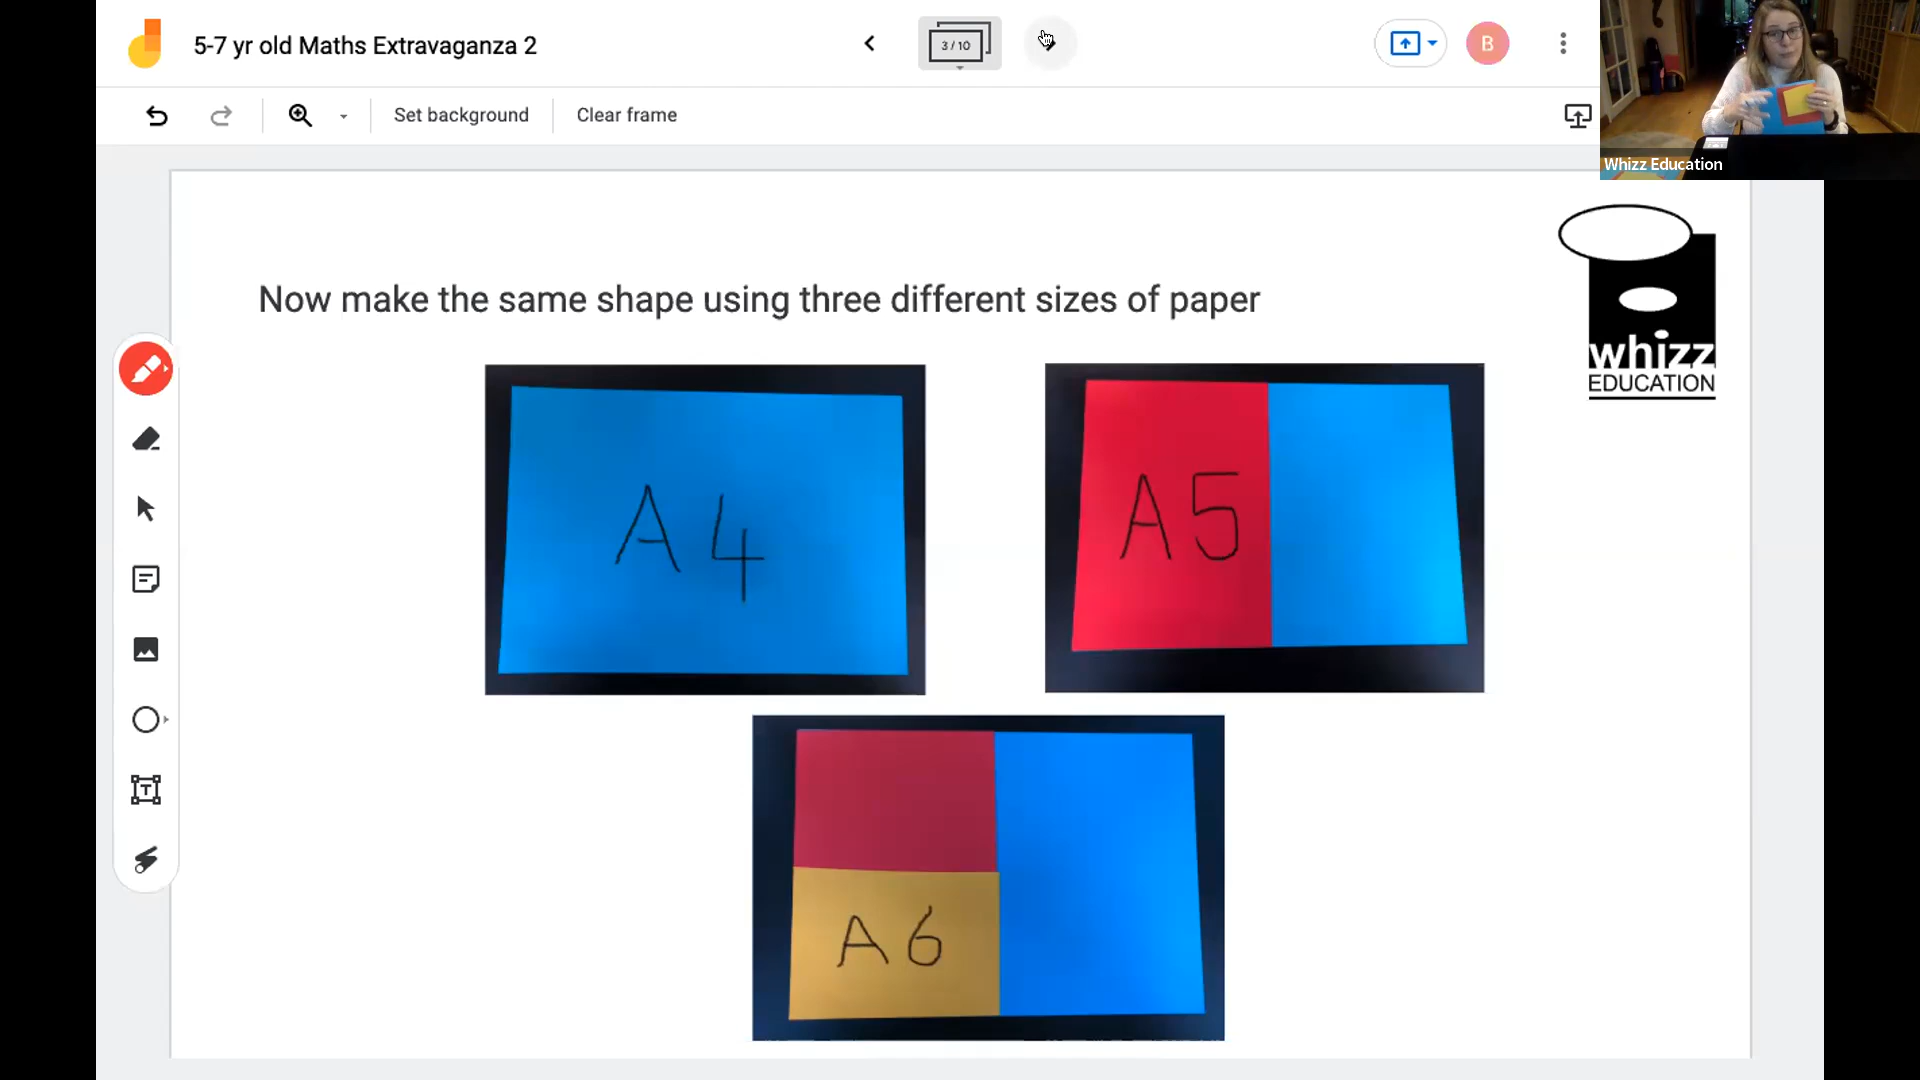 5-7 yr old Maths Extravaganza 2
3 / 10
B
Set background
Clear frame
Whizz Education
Now make the same shape using three different sizes of paper
whizz
EDUCATION
A4
A5
A6